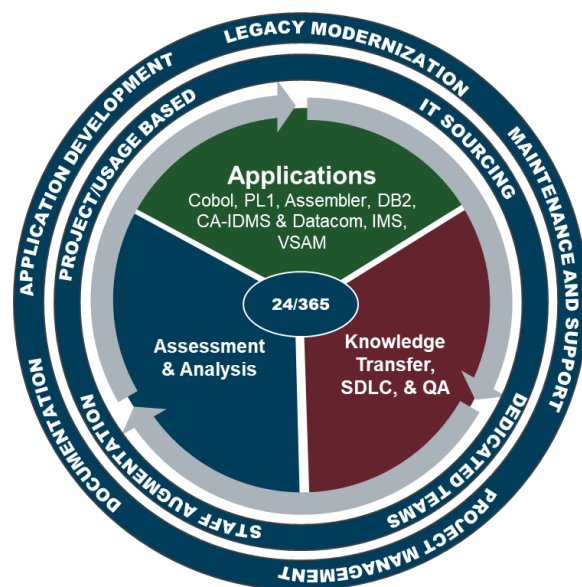 LEGACY MODERNIZATION
MAINTENANCE AND SUPPORT
PROJECT MANAGEMENT
DOCUMENTATION
APPLICATION DEVELOPMENT
PROJECT/USAGE BASED
IT SOURCING
DEDICATED TEAMS
STAFF AUGMENTATION
Applications
Cobol, PL1, Assembler, DB2,
CA-IDMS & Datacom, IMS,
VSAM
24/365
Assessment
& Analysis
Knowledge
Transfer,
SDLC, & QA